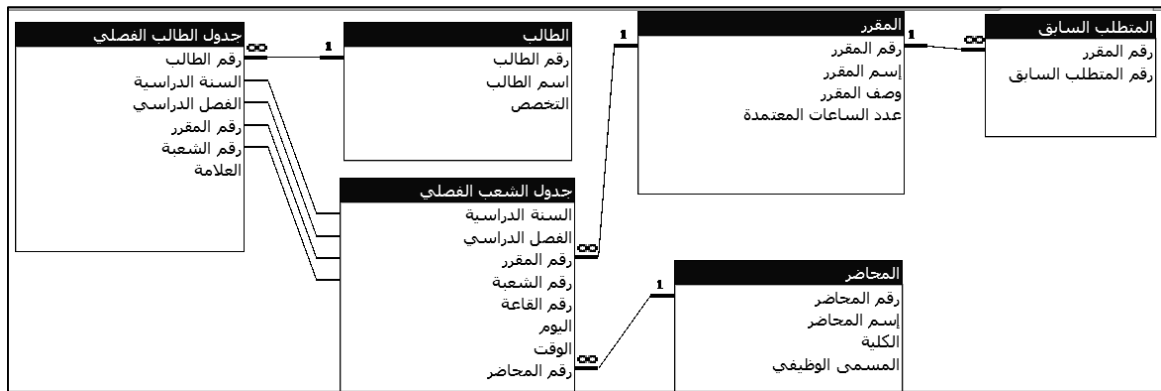 المتطلب السابق
رقم المقرر
رقم المتطلب السابق
المقرر
رقم المقرر
إسم المقرر
وصف المقرر
عدد الساعات المعتمدة
الطالب
رقم الطالب
اسم الطالب
التخصص
جدول الطالب الفصلي
رقم الطالب
السنة الدراسية
الفصل الدراسي
رقم المقرر
رقم الشعبة
العلامة
جدول الشعب الفصلي
السنة الدراسية
الفصل الدراسي
رقم المقرر
رقم الشعبة
رقم القاعة
اليوم
الوقت
رقم المحاضر
المحاضر
رقم المحاضر
إسم المحاضر
الكلية
المسمى الوظيفي
∞
1
1
∞
1
∞
1
∞